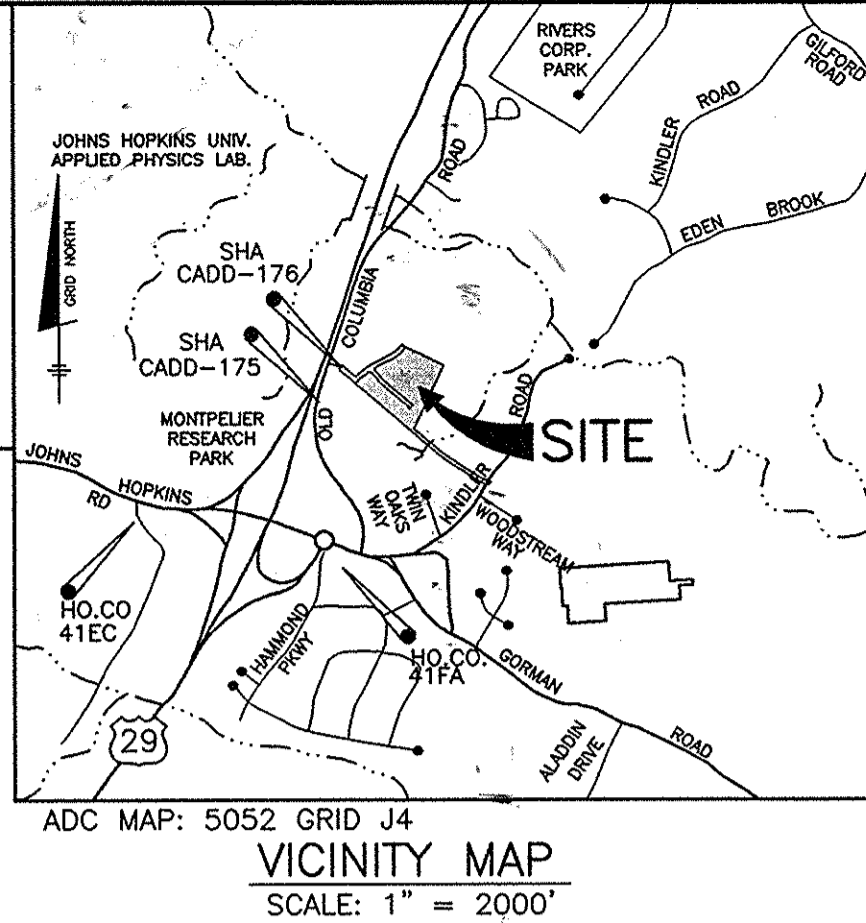 RIVERS
CORP.
PARK
GILFORD
ROAD
KINDLER ROAD
JOHNS HOPKINS UNIV.
APPLIED PHYSICS LAB.
GRID NORTH
EDEN BROOK
SHA
CADD-176
SHA
CADD-175
OLD COLUMBIA ROAD
MONTPELIER
RESEARCH
PARK
SITE
JOHNS HOPKINS
RD
KINDLER ROAD
TWIN
OAKS
WAY
WOODSTREAM
WAY
HO.CO
41EC
HAMMOND
PKWY
HO.CO.
41FA
GORMAN ROAD
29
ALADDIN
DRIVE
ADC MAP: 5052 GRID J4
VICINITY MAP
SCALE: 1" = 2000'